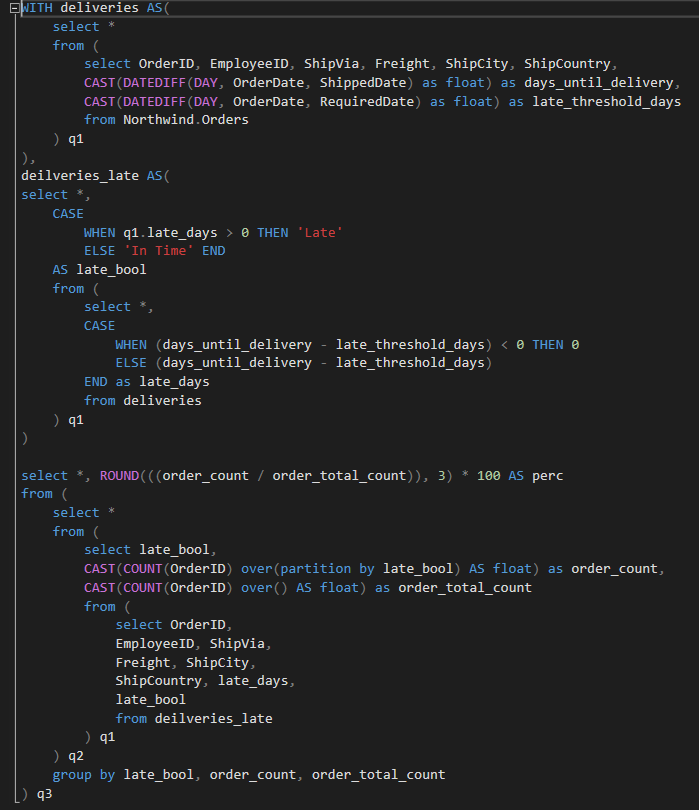 WITH deliveries AS(
select *
from (
select OrderID, EmployeeID, ShipVia, Freight, ShipCity, ShipCountry,
CAST(DATEDIFF(DAY, OrderDate, ShippedDate) as float) as days_until_delivery,
CAST(DATEDIFF(DAY, OrderDate, RequiredDate) as float) as late_threshold_days
from Northwind.Orders
) q1
),
deilveries_late AS(
select *,
CASE
WHEN q1.late_days > 0 THEN 'Late'
ELSE 'In Time' END
AS late_bool
from (
select *,
CASE
WHEN (days_until_delivery - late_threshold_days) < 0 THEN 0
ELSE (days_until_delivery - late_threshold_days)
END as late_days
from deliveries
) q1
)
select *, ROUND(((order_count / order_total_count)), 3) * 100 AS perc
from (
select *
from (
select late_bool,
CAST(COUNT(OrderID) over(partition by late_bool) AS float) as order_count,
CAST(COUNT(OrderID) over() AS float) as order_total_count
from (
select OrderID,
EmployeeID, ShipVia,
Freight, ShipCity,
ShipCountry, late_days,
late_bool
from deilveries_late
) q1
) q2
group by late_bool, order_count, order_total_count
) q3